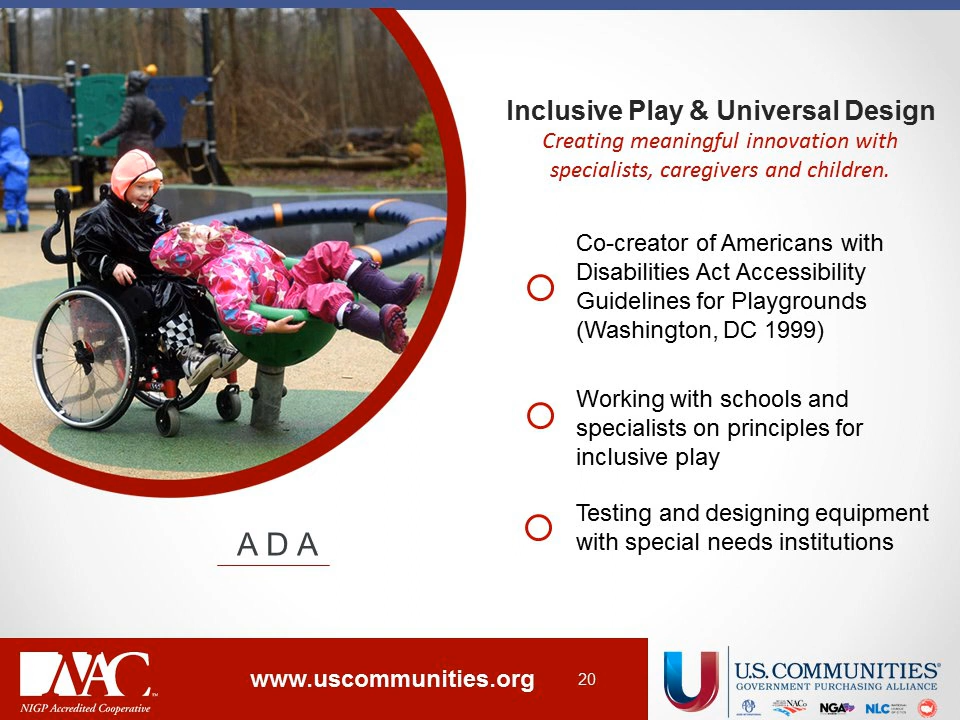 Inclusive Play & Universal Design
Creating meaningful innovation with
specialists, caregivers and children.
Co-creator of Americans with
Disabilities Act Accessibility
Guidelines for Playgrounds
(Washington, DC 1999)
Working with schools and
specialists on principles for
inclusive play
Testing and designing equipment
with special needs institutions
A D A
NAC™
NIGP Accredited Cooperative
www.uscommunities.org
20
U.S. COMMUNITIES®
GOVERNMENT PURCHASING ALLIANCE
NACo NGA NLC